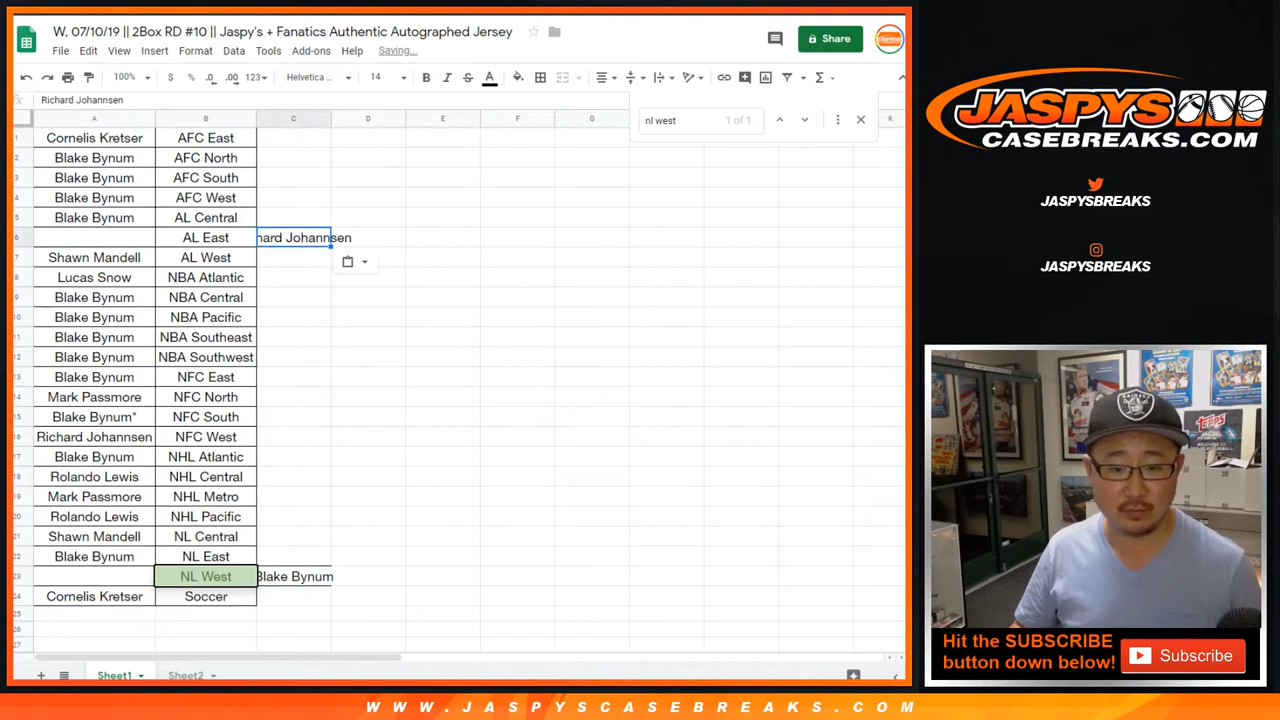 W, 07/10/19 || 2Box RD #10 || Jaspy's + Fanatics Authentic Autographed Jersey
File Edit View Insert Format Data Tools Add-ons Help Saving...
Share
100% $ % .0 .00 123 Helvetica ... 14 B I S A
fx Richard Johannsen
nl west 1 of 1
A B C D E F G K
1 Cornelis Kretser AFC East
2 Blake Bynum AFC North
3 Blake Bynum AFC South
4 Blake Bynum AFC West
5 Blake Bynum AL Central
6 AL East hard Johannsen
7 Shawn Mandell AL West
8 Lucas Snow NBA Atlantic
9 Blake Bynum NBA Central
10 Blake Bynum NBA Pacific
11 Blake Bynum NBA Southeast
12 Blake Bynum NBA Southwest
13 Blake Bynum NFC East
14 Mark Passmore NFC North
15 Blake Bynum* NFC South
16 Richard Johannsen NFC West
17 Blake Bynum NHL Atlantic
18 Rolando Lewis NHL Central
19 Mark Passmore NHL Metro
20 Rolando Lewis NHL Pacific
21 Shawn Mandell NL Central
22 Blake Bynum NL East
23 NL West Blake Bynum
24 Cornelis Kretser Soccer
25
26
27
Sheet1 Sheet2
JASPYS
CASEBREAKS.COM
JASPYSBREAKS
JASPYSBREAKS
RAIDERS
Topps
Hit the SUBSCRIBE
button down below!
Subscribe
WWW.JASPYSCASEBREAKS.COM